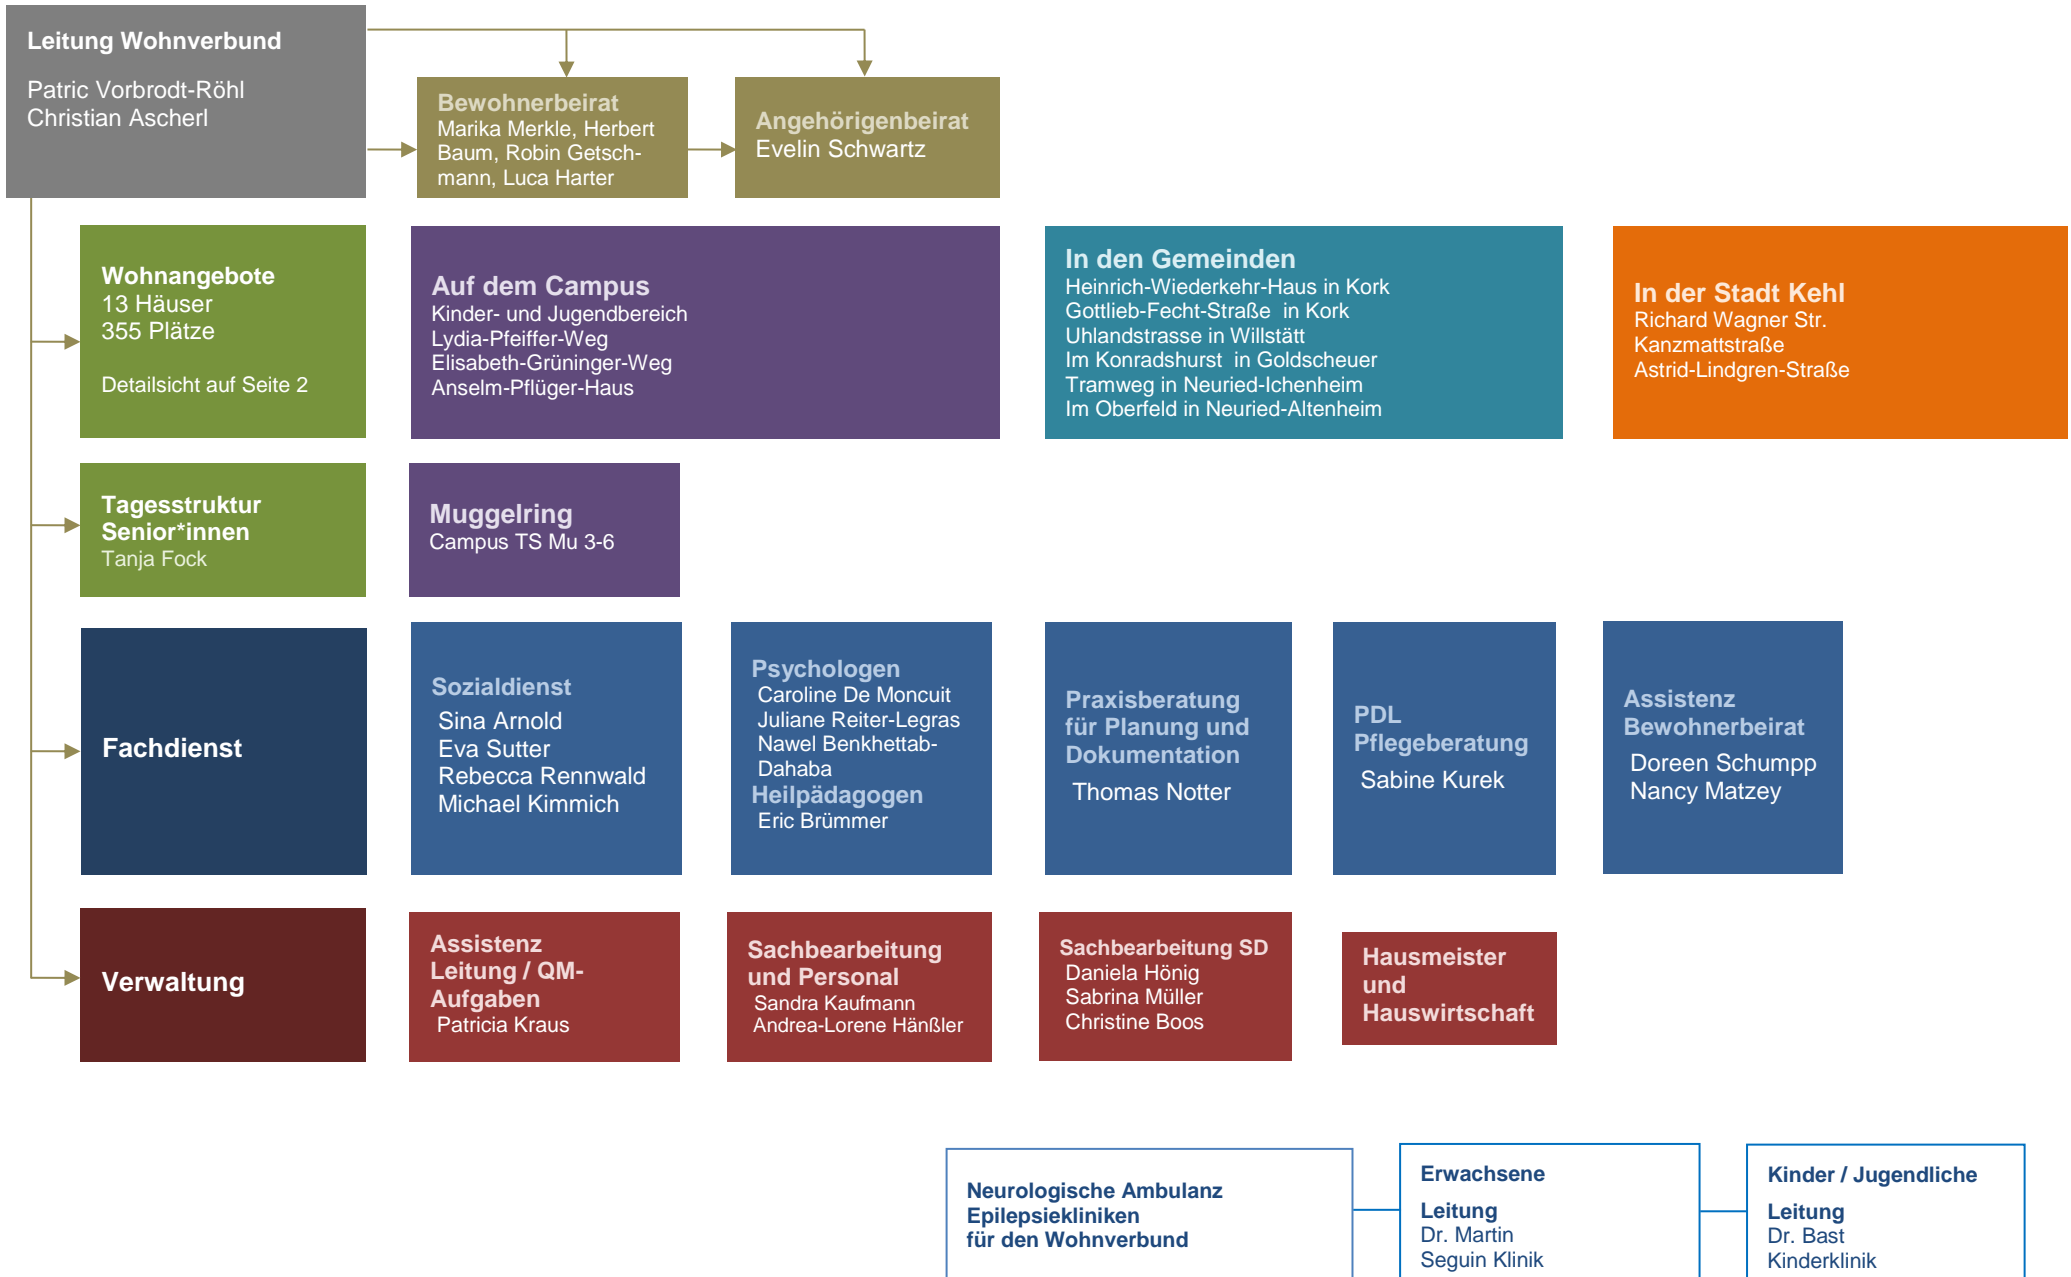 Leitung Wohnverbund
Patric Vorbrodt-Röhl
Christian Ascherl
Bewohnerbeirat
Marika Merkle, Herbert
Baum, Robin Getsch-
mann, Luca Harter
Angehörigenbeirat
Evelin Schwartz
Wohnangebote
13 Häuser
355 Plätze
Detailsicht auf Seite 2
Auf dem Campus
Kinder- und Jugendbereich
Lydia-Pfeiffer-Weg
Elisabeth-Grüninger-Weg
Anselm-Pflüger-Haus
In den Gemeinden
Heinrich-Wiederkehr-Haus in Kork
Gottlieb-Fecht-Straße  in Kork
Uhlandstrasse in Willstätt
Im Konradshurst  in Goldscheuer
Tramweg in Neuried-Ichenheim
Im Oberfeld in Neuried-Altenheim
In der Stadt Kehl
Richard Wagner Str.
Kanzmattstraße
Astrid-Lindgren-Straße
Tagesstruktur
Senior*innen
Tanja Fock
Muggelring
Campus TS Mu 3-6
Fachdienst
Sozialdienst
Sina Arnold
Eva Sutter
Rebecca Rennwald
Michael Kimmich
Psychologen
Caroline De Moncuit
Juliane Reiter-Legras
Nawel Benkhettab-
Dahaba
Heilpädagogen
Eric Brümmer
Praxisberatung
für Planung und
Dokumentation
Thomas Notter
PDL
Pflegeberatung
Sabine Kurek
Assistenz
Bewohnerbeirat
Doreen Schumpp
Nancy Matzey
Verwaltung
Assistenz
Leitung / QM-
Aufgaben
Patricia Kraus
Sachbearbeitung
und Personal
Sandra Kaufmann
Andrea-Lorene Hänßler
Sachbearbeitung SD
Daniela Hönig
Sabrina Müller
Christine Boos
Hausmeister
und
Hauswirtschaft
Neurologische Ambulanz
Epilepsiekliniken
für den Wohnverbund
Erwachsene
Leitung
Dr. Martin
Seguin Klinik
Kinder / Jugendliche
Leitung
Dr. Bast
Kinderklinik